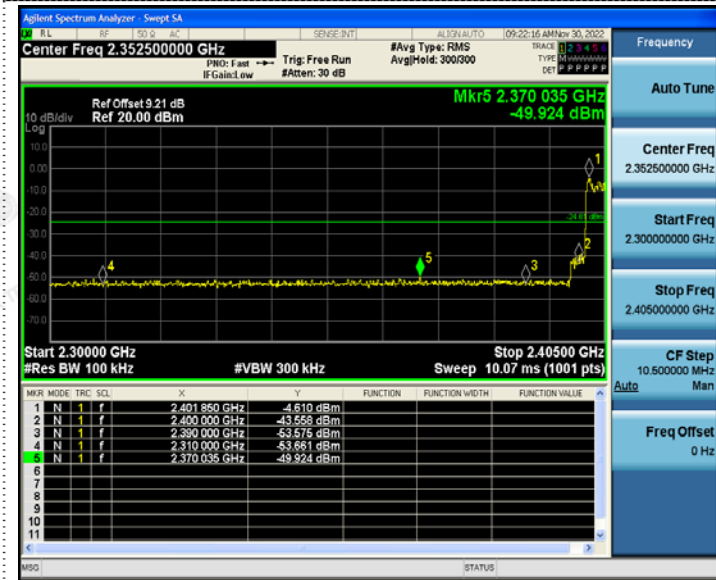 Agilent Spectrum Analyzer - Swept SA
RL RF 50 Ω AC SENSE:INT ALIGNAUTO 09:22:16 AM Nov 30, 2022
Center Freq 2.352500000 GHz
PNO: Fast
IFGain:Low
Trig: Free Run
#Atten: 30 dB
#Avg Type: RMS
Avg|Hold: 300/300
TRACE 1 2 3 4 5 6
TYPE M
DET P P P P P P
Ref Offset 9.21 dB
10 dB/div Ref 20.00 dBm
Log
Mkr5 2.370 035 GHz
-49.924 dBm
10.0
0.00
-10.0
-20.0
-30.0
-40.0
-50.0
-60.0
-70.0
-24.61 dBm
1
2
3
4
5
Start 2.30000 GHz Stop 2.40500 GHz
#Res BW 100 kHz #VBW 300 kHz Sweep 10.07 ms (1001 pts)
MKR MODE TRC SCL X Y FUNCTION FUNCTION WIDTH FUNCTION VALUE
1 N 1 f 2.401 850 GHz -4.610 dBm
2 N 1 f 2.400 000 GHz -43.558 dBm
3 N 1 f 2.390 000 GHz -53.575 dBm
4 N 1 f 2.310 000 GHz -53.661 dBm
5 N 1 f 2.370 035 GHz -49.924 dBm
6
7
8
9
10
11
MSG STATUS
Frequency
Auto Tune
Center Freq
2.352500000 GHz
Start Freq
2.300000000 GHz
Stop Freq
2.405000000 GHz
CF Step
10.500000 MHz
Auto Man
Freq Offset
0 Hz